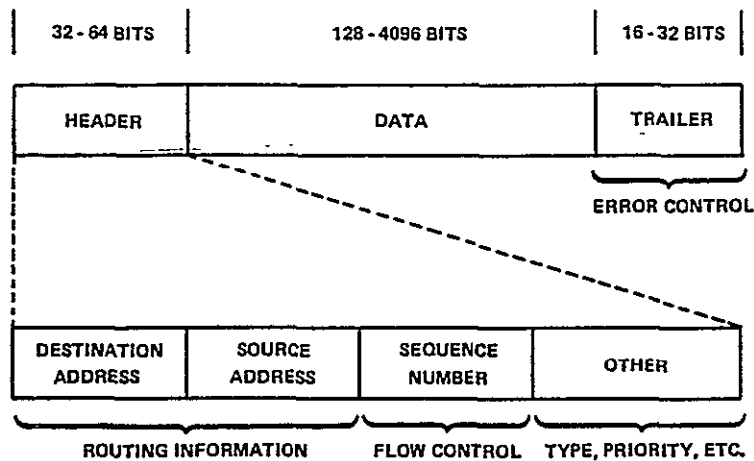 32 - 64 BITS 128 - 4096 BITS 16 - 32 BITS
HEADER DATA TRAILER
ERROR CONTROL
DESTINATION ADDRESS SOURCE ADDRESS SEQUENCE NUMBER OTHER
ROUTING INFORMATION FLOW CONTROL TYPE, PRIORITY, ETC.